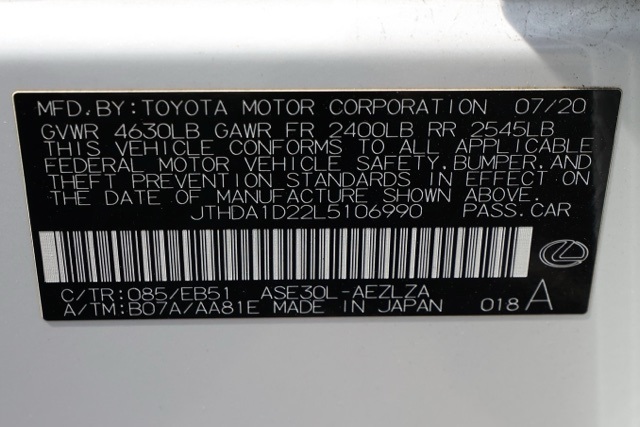 MFD.BY:TOYOTA MOTOR CORPORATION 07/20
GVWR 4630LB GAWR FR 2400LB RR 2545LB
THIS VEHICLE CONFORMS TO ALL APPLICABLE
FEDERAL MOTOR VEHICLE SAFETY,BUMPER,AND
THEFT PREVENTION STANDARDS IN EFFECT ON
THE DATE OF MANUFACTURE SHOWN ABOVE.
JTHDA1D22L5106990 PASS.CAR
C/TR:085/EB51 ASE30L-AEZLZA
A/TM:B07A/AA81E MADE IN JAPAN 018 A